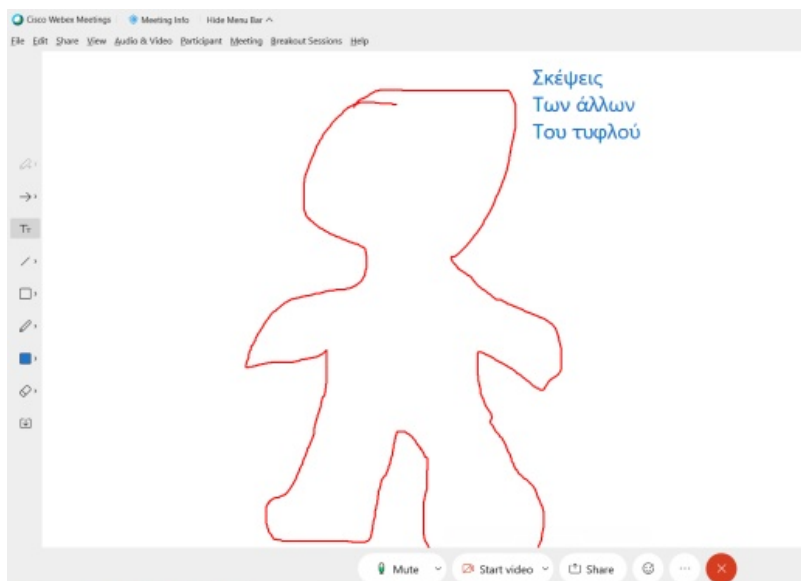 Cisco Webex Meetings Meeting Info Hide Menu Bar
File Edit Share View Audio & Video Participant Meeting Breakout Sessions Help
Σκέψεις
Των άλλων
Του τυφλού
Tт
Mute Start video Share